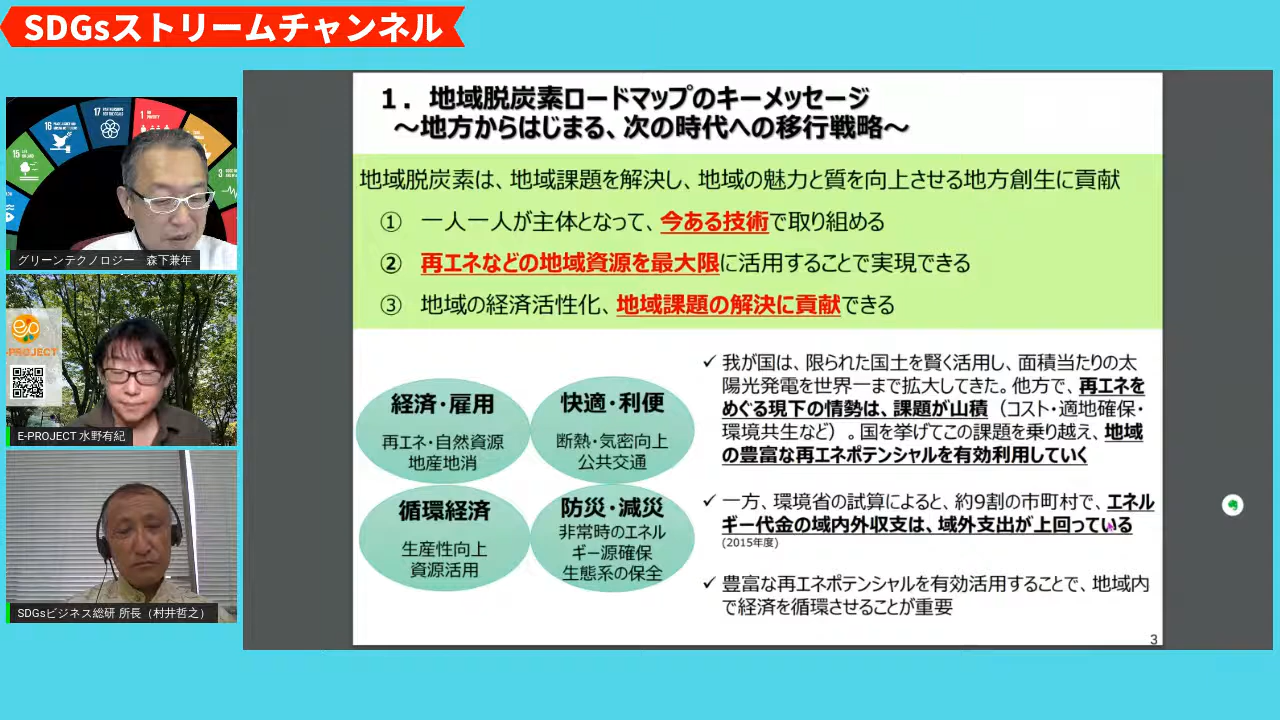 SDGsストリームチャンネル
17
16
15
1
3
グリーンテクノロジー 森下兼年
ep
-PROJECT
E-PROJECT 水野有紀
SDGsビジネス総研 所長（村井哲之）
１．地域脱炭素ロードマップのキーメッセージ
～地方からはじまる、次の時代への移行戦略～
地域脱炭素は、地域課題を解決し、地域の魅力と質を向上させる地方創生に貢献
① 一人一人が主体となって、今ある技術で取り組める
② 再エネなどの地域資源を最大限に活用することで実現できる
③ 地域の経済活性化、地域課題の解決に貢献できる
経済・雇用
再エネ・自然資源
地産地消
快適・利便
断熱・気密向上
公共交通
循環経済
生産性向上
資源活用
防災・減災
非常時のエネル
ギー源確保
生態系の保全
✓ 我が国は、限られた国土を賢く活用し、面積当たりの太
陽光発電を世界一まで拡大してきた。他方で、再エネを
めぐる現下の情勢は、課題が山積（コスト・適地確保・
環境共生など）。国を挙げてこの課題を乗り越え、地域
の豊富な再エネポテンシャルを有効利用していく
✓ 一方、環境省の試算によると、約9割の市町村で、エネル
ギー代金の域内外収支は、域外支出が上回っている
(2015年度)
✓ 豊富な再エネポテンシャルを有効活用することで、地域内
で経済を循環させることが重要
3